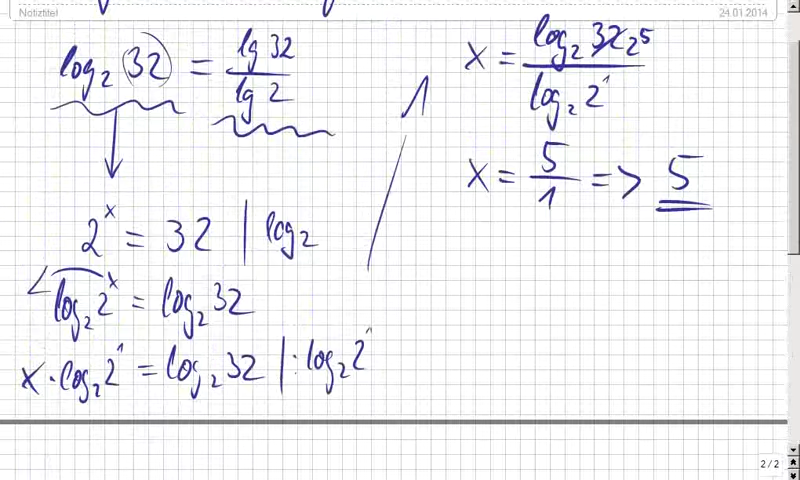 Notiztitel
24.01.2014
log₂ (32) = lg 32 / lg 2
2ˣ = 32 | log₂
log₂ 2ˣ = log₂ 32
x · log₂ 2¹ = log₂ 32 | : log₂ 2¹
x = log₂ 32 2⁵ / log₂ 2¹
x = 5/1 => 5
2 / 2